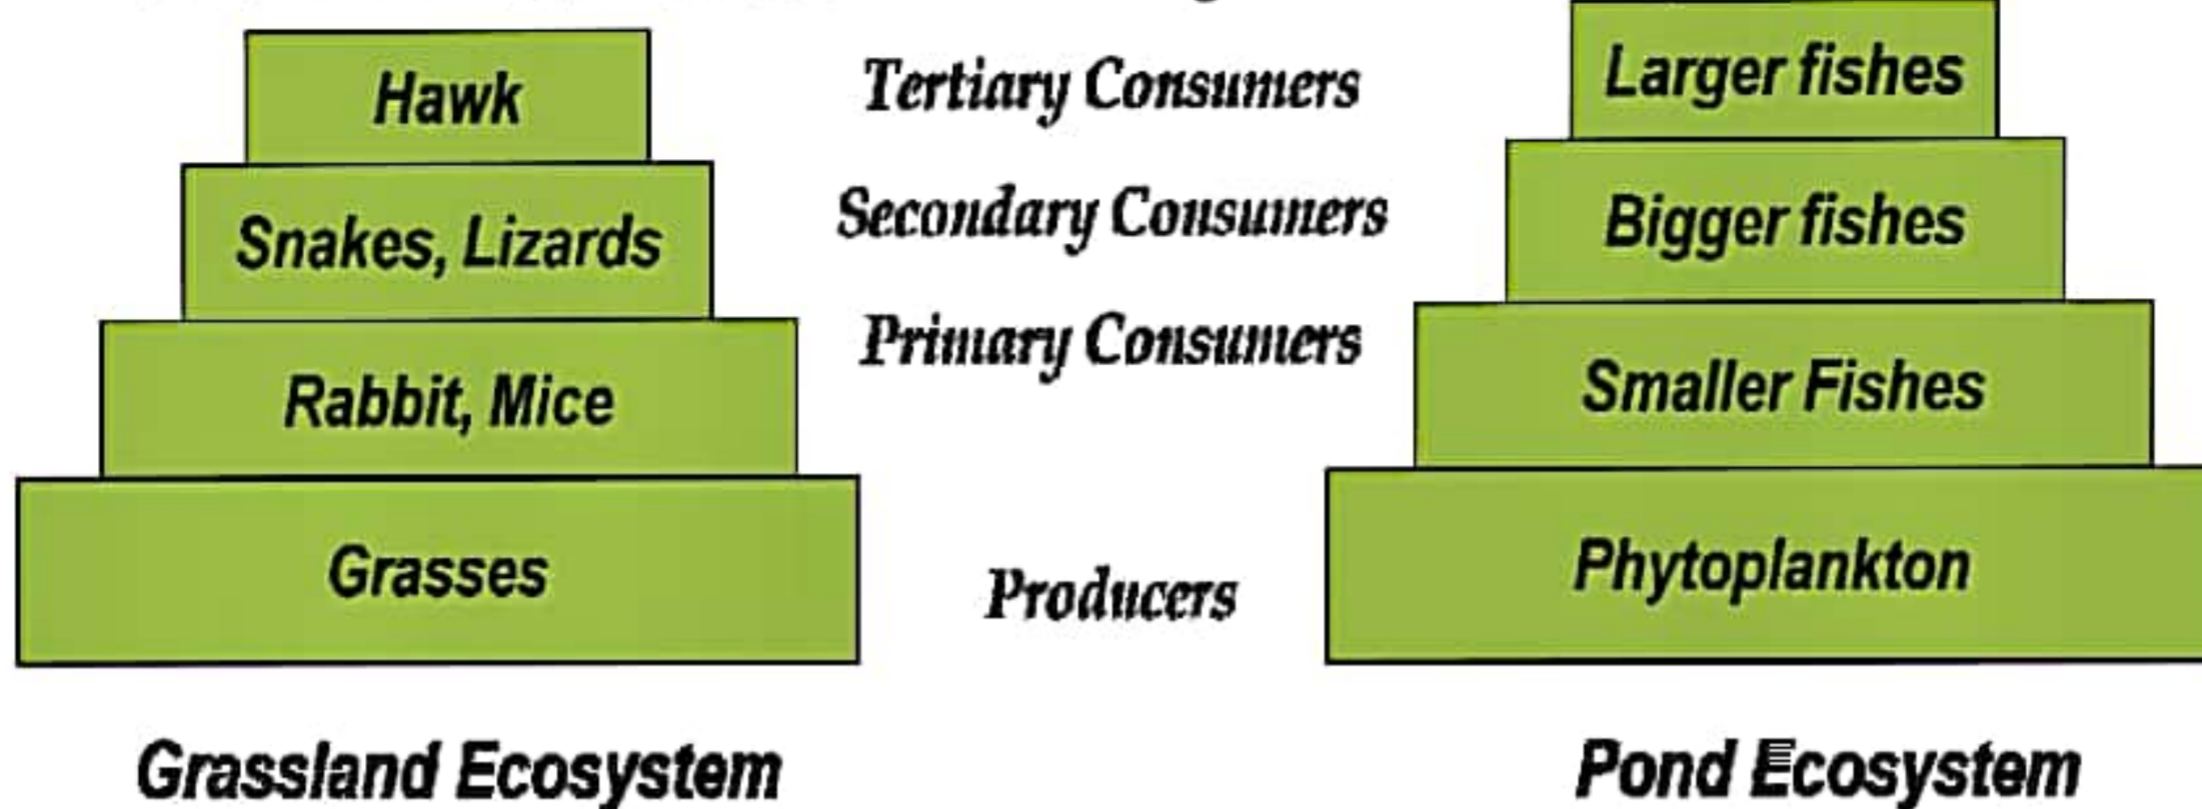 Hawk
Snakes, Lizards
Rabbit, Mice
Grasses
Grassland Ecosystem
Tertiary Consumers
Secondary Consumers
Primary Consumers
Producers
Larger fishes
Bigger fishes
Smaller Fishes
Phytoplankton
Pond Ecosystem